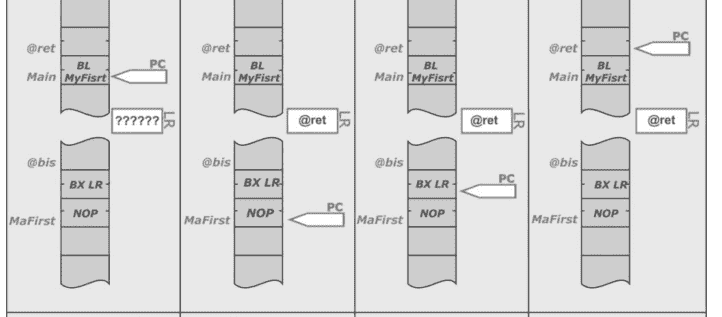 @ret
BL
MyFisrt
PC
Main
??????
LR
@bis
BX LR
NOP
MaFirst
@ret
BL
MyFisrt
Main
@ret
LR
@bis
BX LR
NOP
PC
MaFirst
@ret
BL
MyFisrt
Main
@ret
LR
@bis
BX LR
PC
NOP
MaFirst
PC
@ret
BL
MyFisrt
Main
@ret
LR
@bis
BX LR
NOP
MaFirst